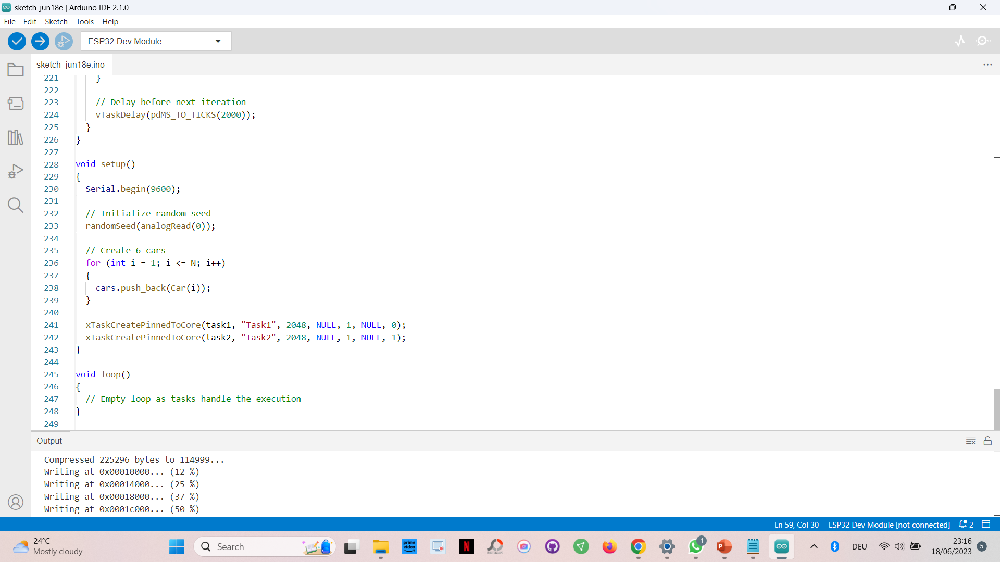 sketch_jun18e | Arduino IDE 2.1.0
File Edit Sketch Tools Help
ESP32 Dev Module
sketch_jun18e.ino
221 }
222
223 // Delay before next iteration
224 vTaskDelay(pdMS_TO_TICKS(2000));
225 }
226 }
227
228 void setup()
229 {
230 Serial.begin(9600);
231
232 // Initialize random seed
233 randomSeed(analogRead(0));
234
235 // Create 6 cars
236 for (int i = 1; i <= N; i++)
237 {
238 cars.push_back(Car(i));
239 }
240
241 xTaskCreatePinnedToCore(task1, "Task1", 2048, NULL, 1, NULL, 0);
242 xTaskCreatePinnedToCore(task2, "Task2", 2048, NULL, 1, NULL, 1);
243 }
244
245 void loop()
246 {
247 // Empty loop as tasks handle the execution
248 }
249
Output
Compressed 225296 bytes to 114999...
Writing at 0x00010000... (12 %)
Writing at 0x00014000... (25 %)
Writing at 0x00018000... (37 %)
Writing at 0x0001c000... (50 %)
Ln 59, Col 30 ESP32 Dev Module [not connected] 2
24°C
Mostly cloudy
Search
prime video
N
1
P
DEU
23:16
18/06/2023
5